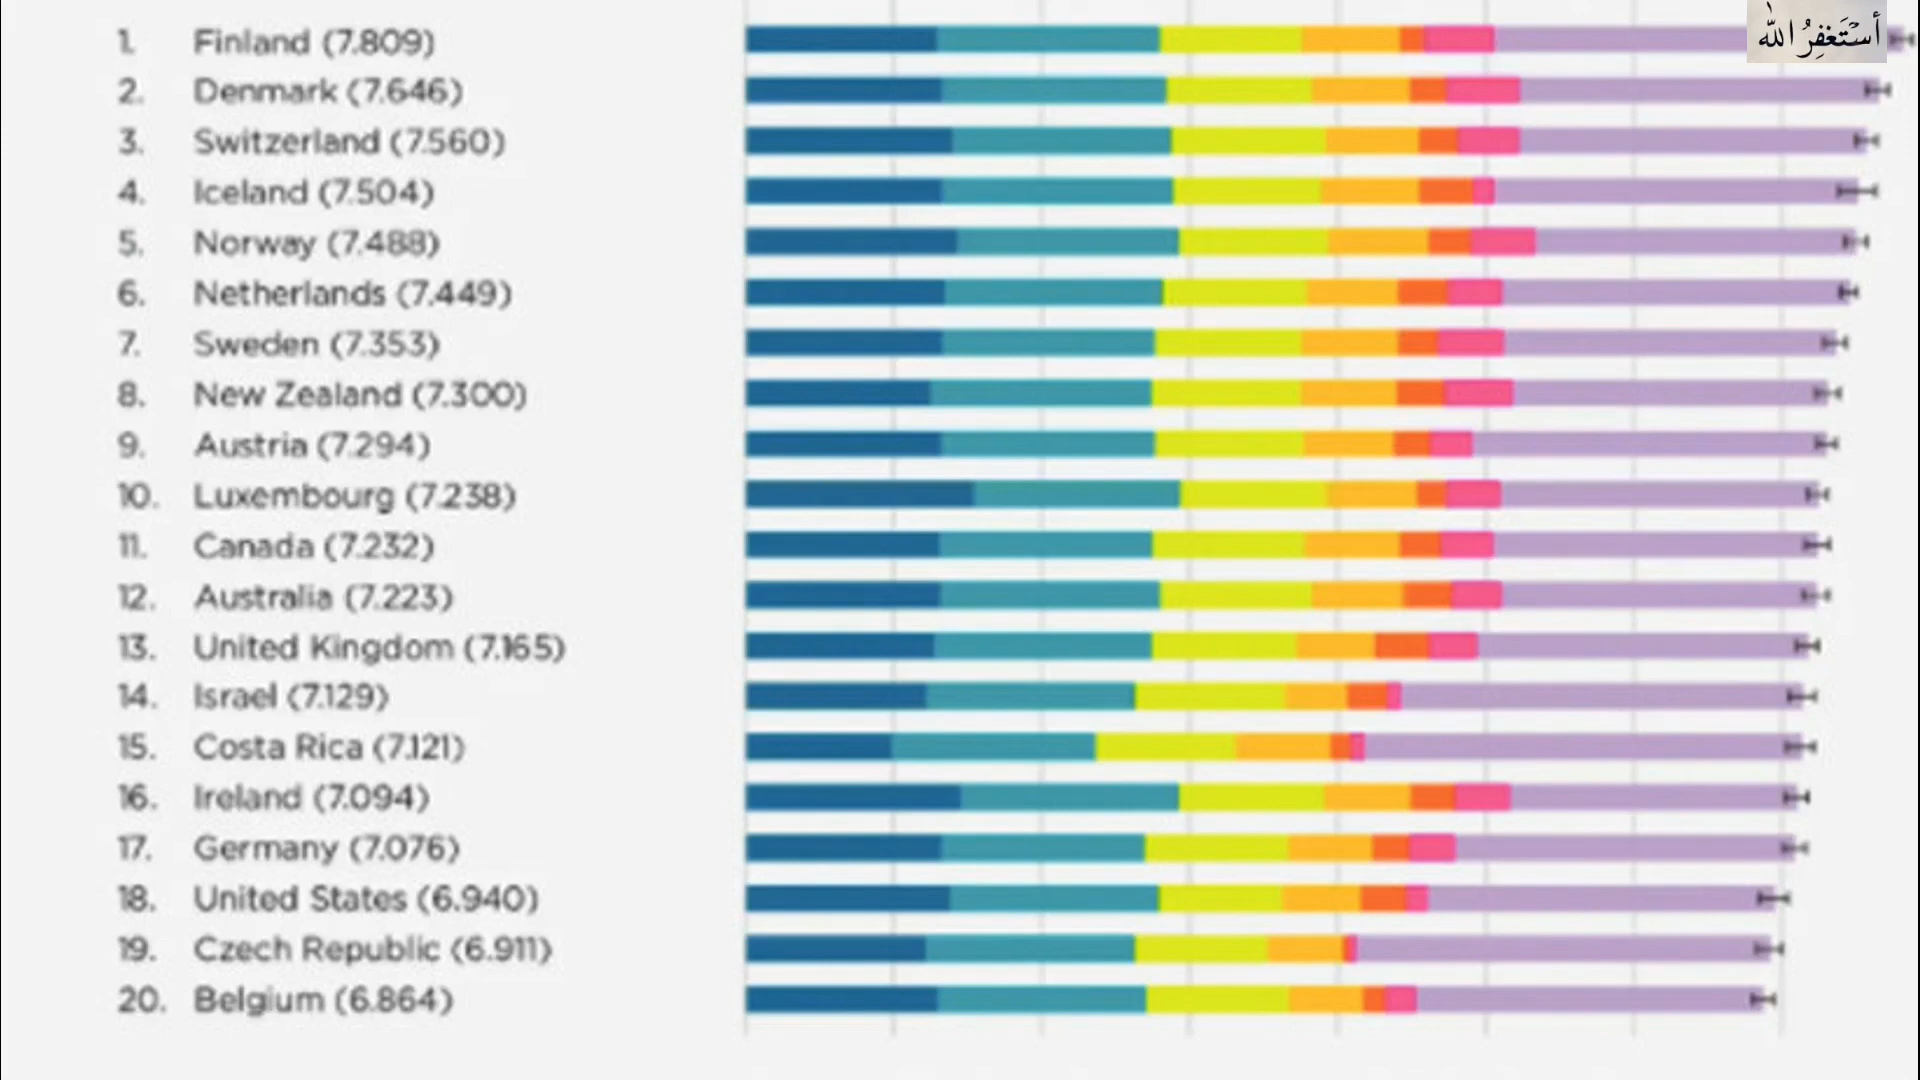 1. Finland (7.809)
أَسْتَغْفِرُ اللّٰه
2. Denmark (7.646)
3. Switzerland (7.560)
4. Iceland (7.504)
5. Norway (7.488)
6. Netherlands (7.449)
7. Sweden (7.353)
8. New Zealand (7.300)
9. Austria (7.294)
10. Luxembourg (7.238)
11. Canada (7.232)
12. Australia (7.223)
13. United Kingdom (7.165)
14. Israel (7.129)
15. Costa Rica (7.121)
16. Ireland (7.094)
17. Germany (7.076)
18. United States (6.940)
19. Czech Republic (6.911)
20. Belgium (6.864)